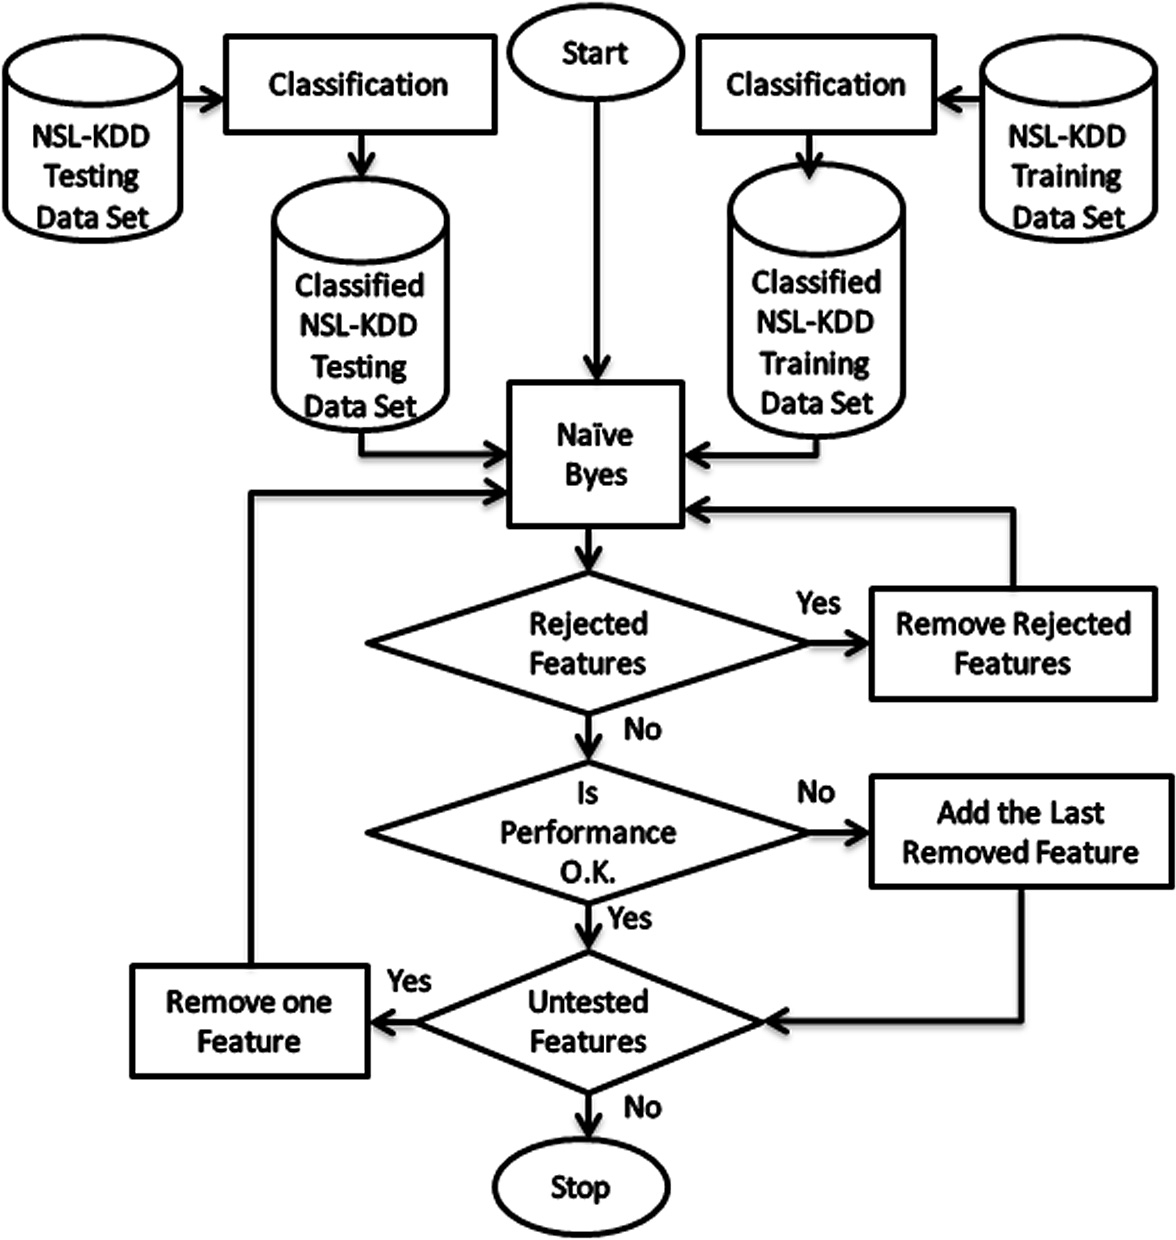 Start
Classification
Classification
NSL-KDD
Testing
Data Set
NSL-KDD
Training
Data Set
Classified
NSL-KDD
Testing
Data Set
Classified
NSL-KDD
Training
Data Set
Naïve
Byes
Rejected
Features
Yes
Remove Rejected
Features
No
Is
Performance
O.K.
No
Add the Last
Removed Feature
Yes
Untested
Features
Yes
Remove one
Feature
No
Stop